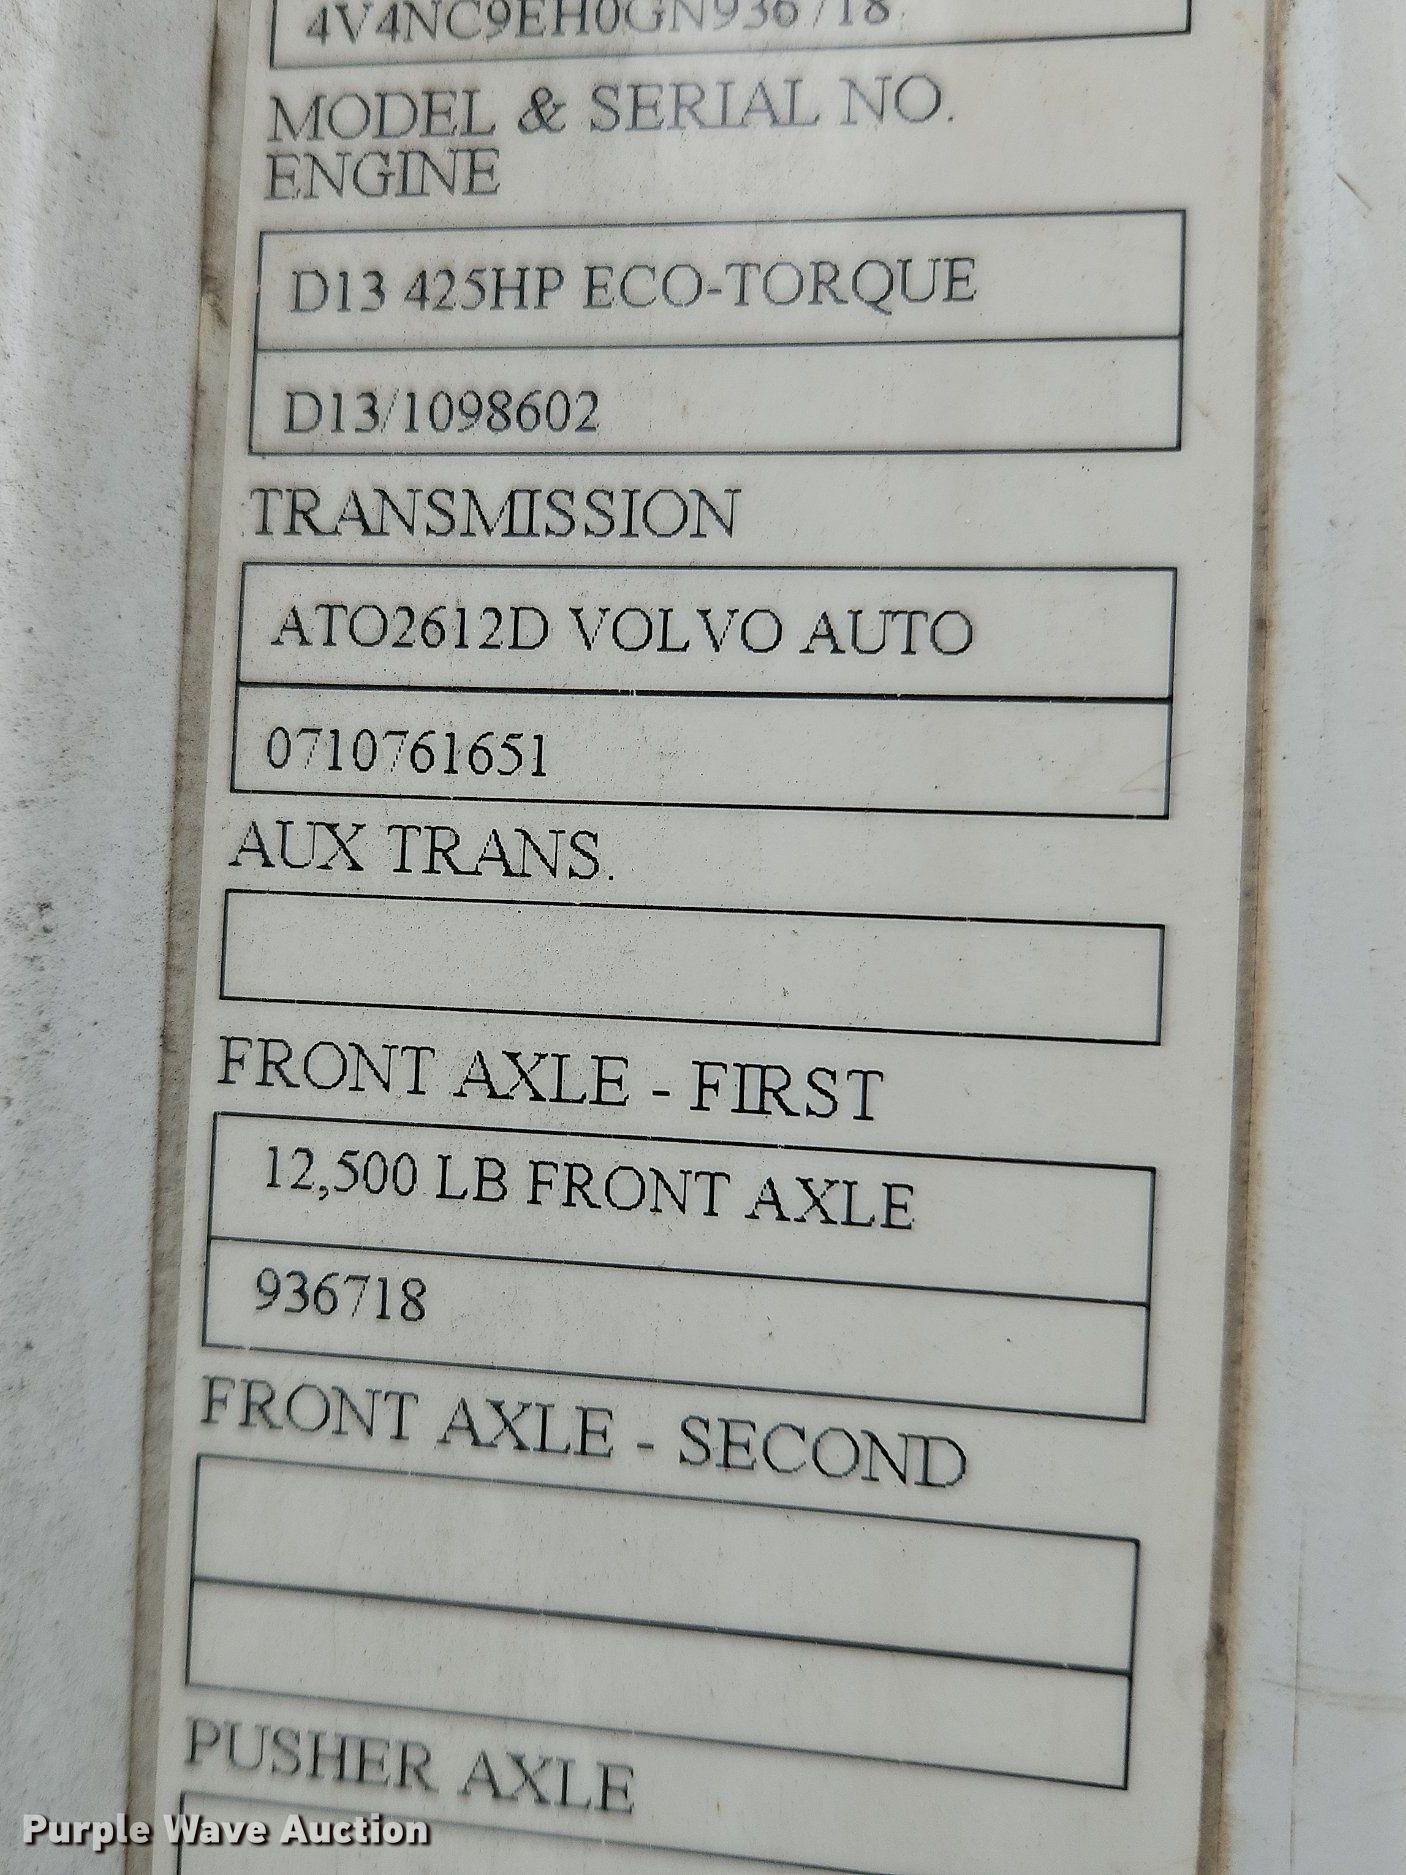 4V4NC9EH0GN936718
MODEL & SERIAL NO.
ENGINE
D13 425HP ECO-TORQUE
D13/1098602
TRANSMISSION
ATO2612D VOLVO AUTO
0710761651
AUX TRANS.
FRONT AXLE - FIRST
12,500 LB FRONT AXLE
936718
FRONT AXLE - SECOND
PUSHER AXLE
Purple Wave Auction